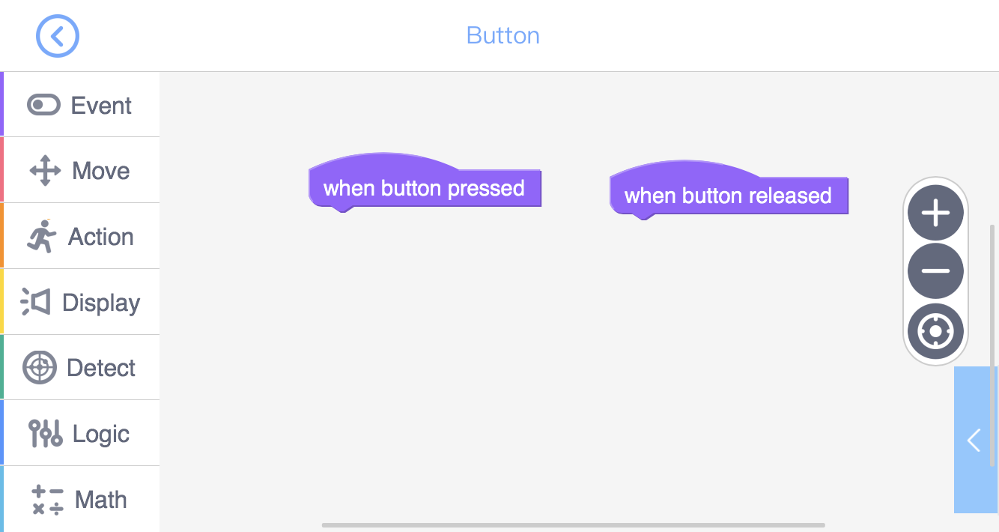 Button
Event
Move
Action
Display
Detect
Logic
Math
when button pressed
when button released